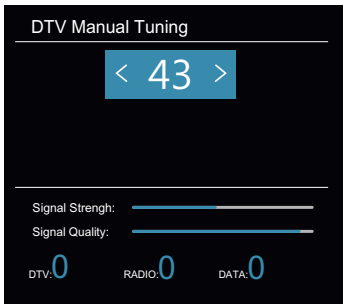 DTV Manual Tuning
< 43 >
Signal Strengh:
Signal Quality:
DTV:0 RADIO:0 DATA:0